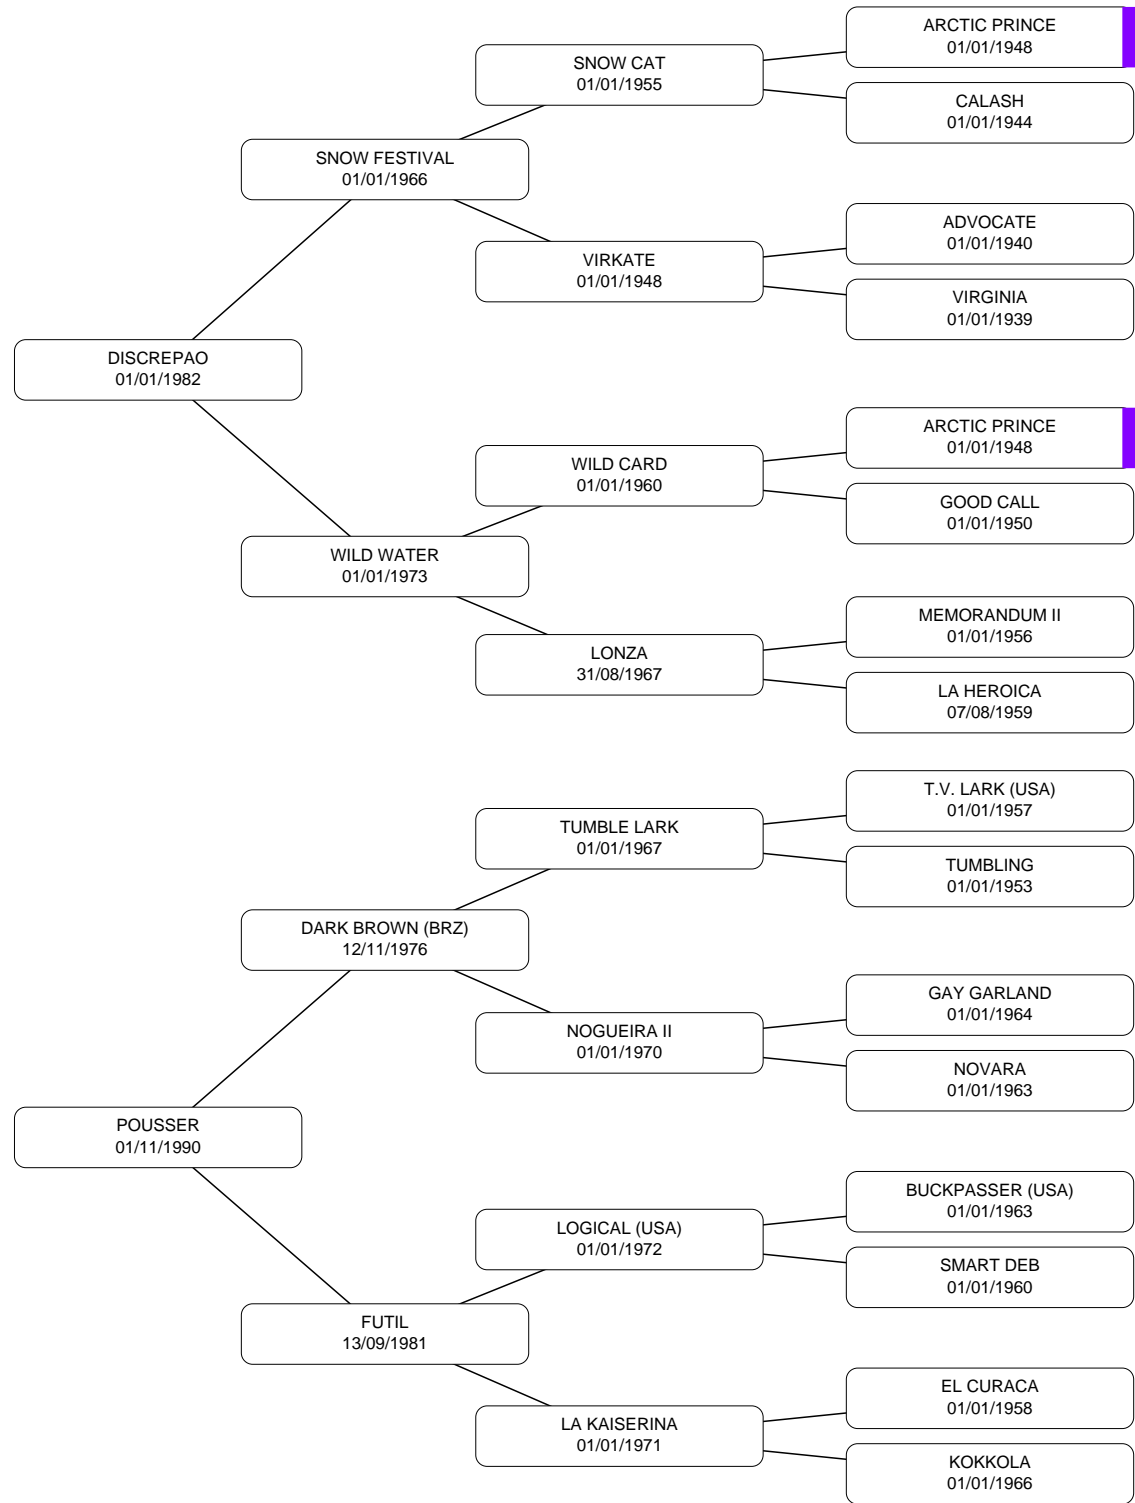 ARCTIC PRINCE
01/01/1948
SNOW CAT
01/01/1955
CALASH
01/01/1944
SNOW FESTIVAL
01/01/1966
ADVOCATE
01/01/1940
VIRKATE
01/01/1948
VIRGINIA
01/01/1939
DISCREPAO
01/01/1982
ARCTIC PRINCE
01/01/1948
WILD CARD
01/01/1960
GOOD CALL
01/01/1950
WILD WATER
01/01/1973
MEMORANDUM II
01/01/1956
LONZA
31/08/1967
LA HEROICA
07/08/1959
T.V. LARK (USA)
01/01/1957
TUMBLE LARK
01/01/1967
TUMBLING
01/01/1953
DARK BROWN (BRZ)
12/11/1976
GAY GARLAND
01/01/1964
NOGUEIRA II
01/01/1970
NOVARA
01/01/1963
POUSSER
01/11/1990
BUCKPASSER (USA)
01/01/1963
LOGICAL (USA)
01/01/1972
SMART DEB
01/01/1960
FUTIL
13/09/1981
EL CURACA
01/01/1958
LA KAISERINA
01/01/1971
KOKKOLA
01/01/1966